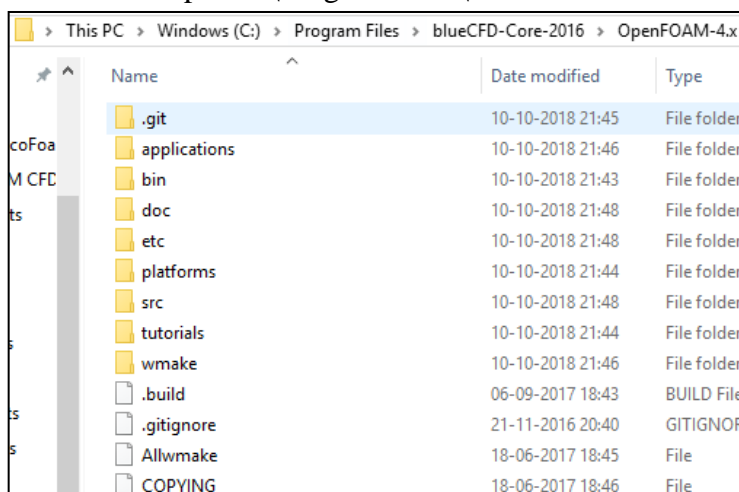 This PC > Windows (C:) > Program Files > blueCFD-Core-2016 > OpenFOAM-4.x
Name Date modified Type
.git 10-10-2018 21:45 File folder
coFoa applications 10-10-2018 21:46 File folder
M CFD bin 10-10-2018 21:43 File folder
ts doc 10-10-2018 21:48 File folder
etc 10-10-2018 21:48 File folder
platforms 10-10-2018 21:44 File folder
src 10-10-2018 21:48 File folder
tutorials 10-10-2018 21:44 File folder
wmake 10-10-2018 21:46 File folder
.build 06-09-2017 18:43 BUILD File
ts .gitignore 21-11-2016 20:40 GITIGNOR
s Allwmake 18-06-2017 18:45 File
COPYING 18-06-2017 18:46 File